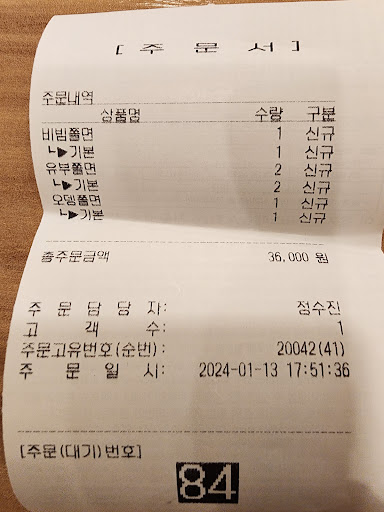 [ 주 문 서 ]
주문내역
상품명 수량 구분
비빔쫄면 1 신규
┗▶기본 1 신규
유부쫄면 2 신규
┗▶기본 2 신규
오뎅쫄면 1 신규
┗▶기본 1 신규
총주문금액 36,000 원
주 문 담 당 자: 정수진
고 객 수: 1
주문고유번호(순번): 20042(41)
주 문 일 시: 2024-01-13 17:51:36
[주문(대기)번호]
84